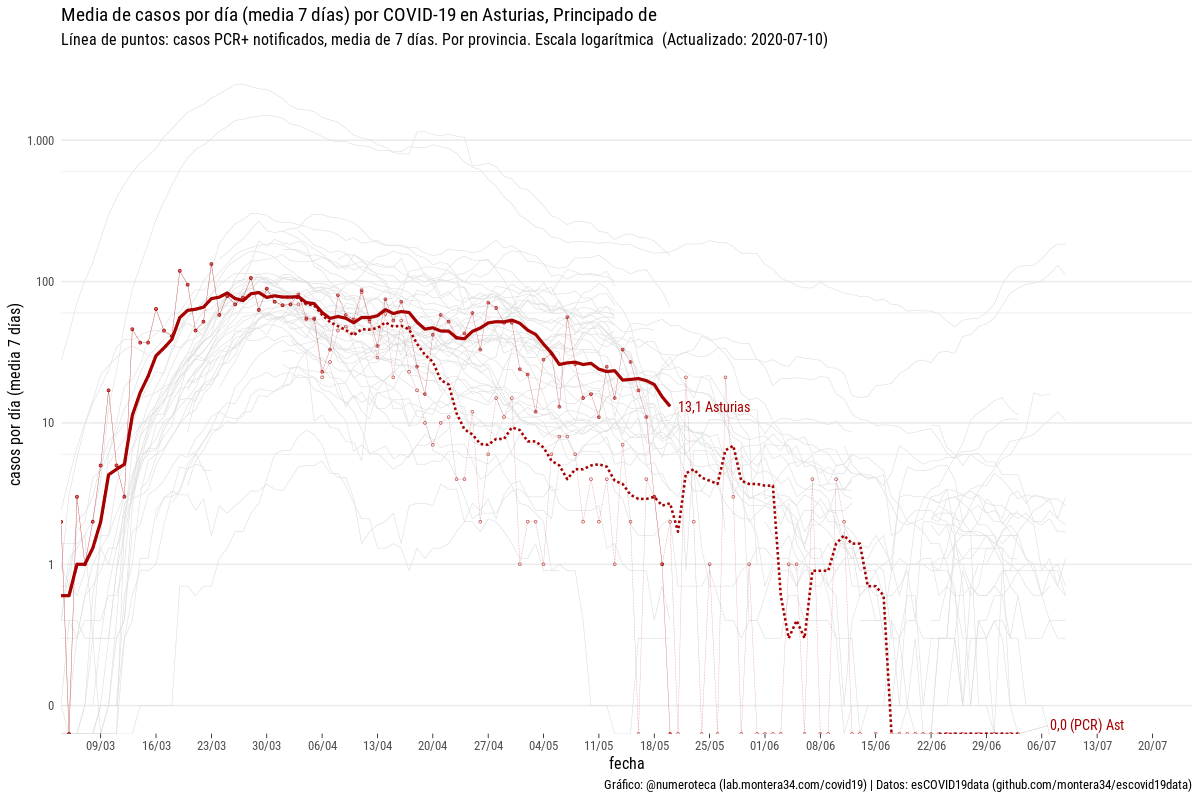 Media de casos por día (media 7 días) por COVID-19 en Asturias, Principado de
Línea de puntos: casos PCR+ notificados, media de 7 días. Por provincia. Escala logarítmica (Actualizado: 2020-07-10)
casos por día (media 7 días)
1.000
100
10
1
0
13,1 Asturias
0,0 (PCR) Ast
09/03 16/03 23/03 30/03 06/04 13/04 20/04 27/04 04/05 11/05 18/05 25/05 01/06 08/06 15/06 22/06 29/06 06/07 13/07 20/07
fecha
Gráfico: @numeroteca (lab.montera34.com/covid19) | Datos: esCOVID19data (github.com/montera34/escovid19data)